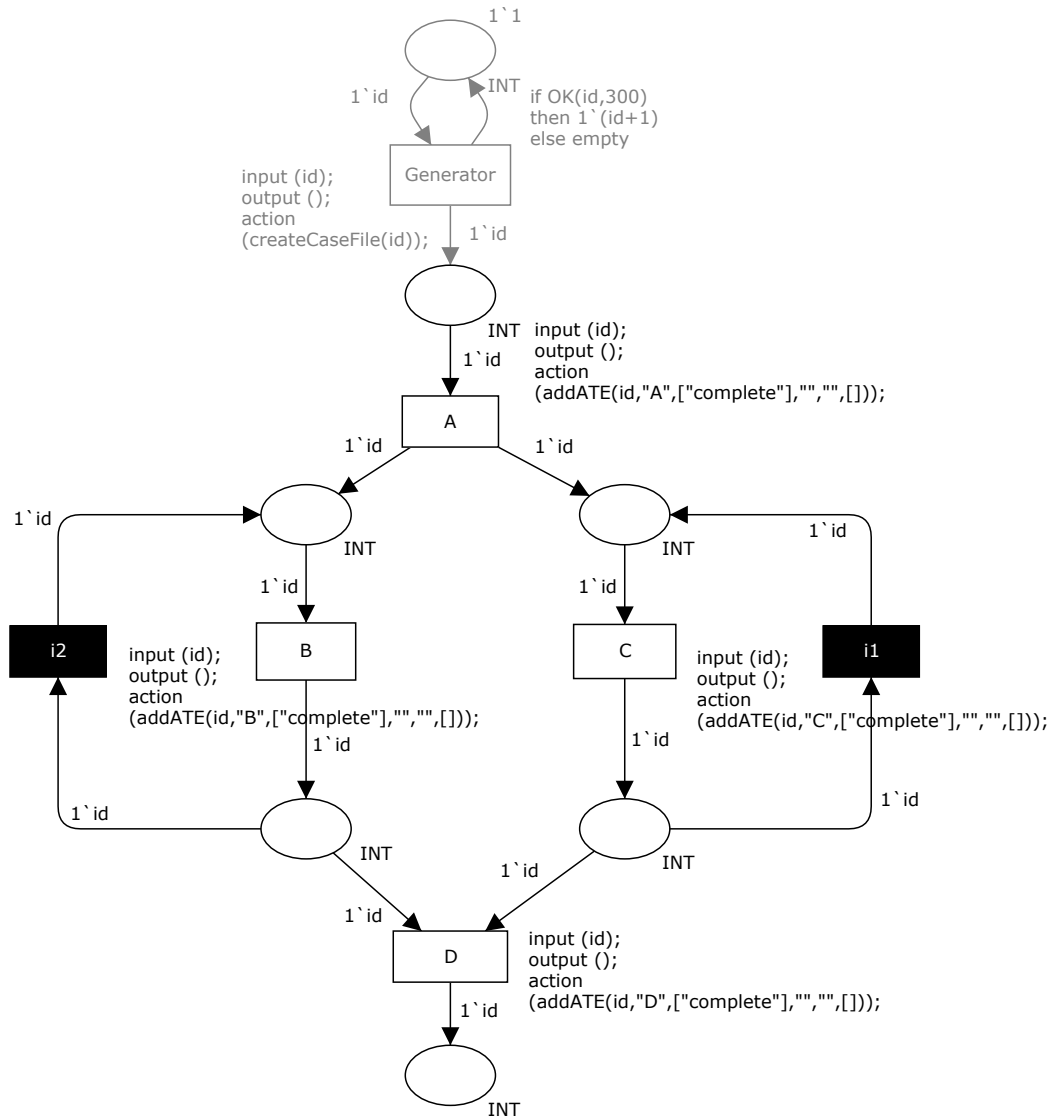 1`1
1`id
INT
if OK(id,300)
then 1`(id+1)
else empty
Generator
input (id);
output ();
action
(createCaseFile(id));
1`id
INT
1`id
input (id);
output ();
action
(addATE(id,"A",["complete"],"","",[]));
A
1`id
1`id
1`id
INT
INT
1`id
1`id
1`id
i2
input (id);
output ();
action
(addATE(id,"B",["complete"],"","",[]));
B
C
input (id);
output ();
action
(addATE(id,"C",["complete"],"","",[]));
i1
1`id
1`id
1`id
INT
INT
1`id
1`id
1`id
D
input (id);
output ();
action
(addATE(id,"D",["complete"],"","",[]));
1`id
INT